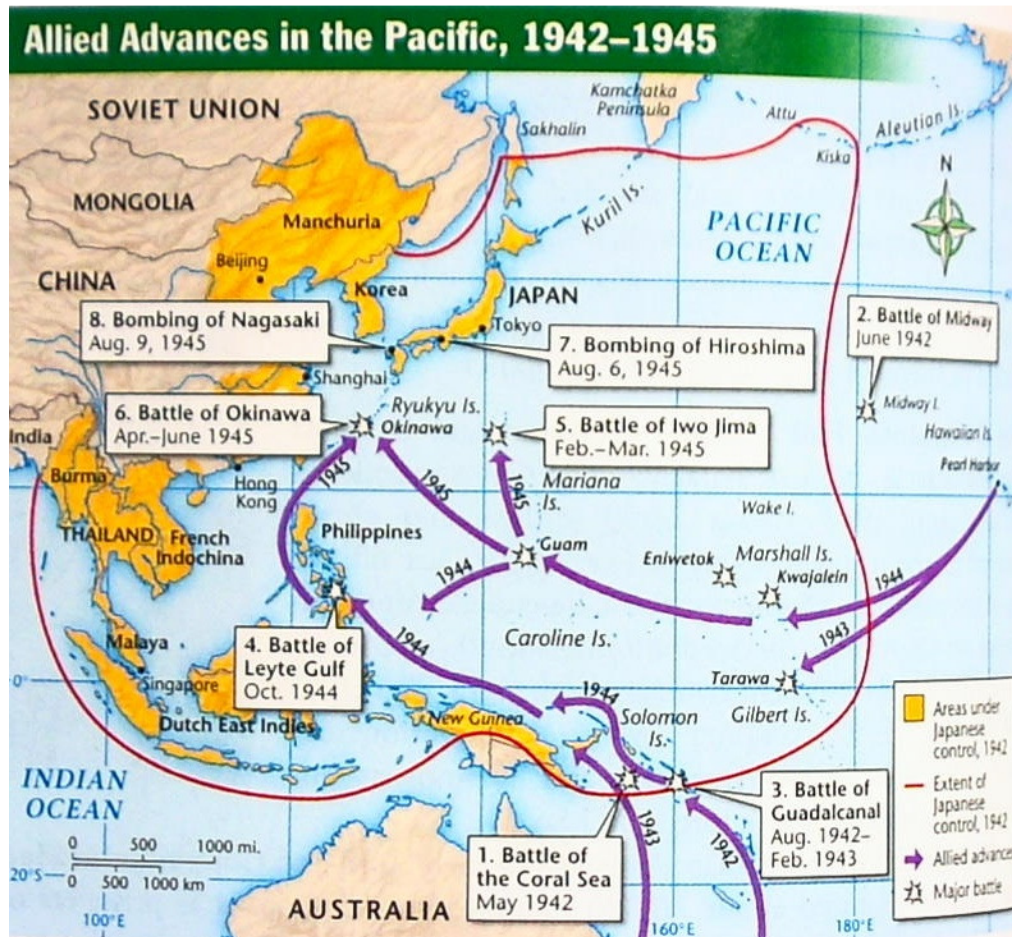 Allied Advances in the Pacific, 1942–1945
SOVIET UNION
Kamchatka
Peninsula
Sakhalin
Attu
Aleutian Is.
Kiska
MONGOLIA
Manchuria
Kuril Is.
PACIFIC
OCEAN
N
Beijing
CHINA
Korea
JAPAN
Tokyo
8. Bombing of Nagasaki
Aug. 9, 1945
7. Bombing of Hiroshima
Aug. 6, 1945
2. Battle of Midway
June 1942
Shanghai
6. Battle of Okinawa
Apr.–June 1945
Ryukyu Is.
Okinawa
5. Battle of Iwo Jima
Feb.–Mar. 1945
Midway I.
Hawaiian Is.
Pearl Harbor
India
Burma
Hong
Kong
1945
1945
1945
Mariana
Is.
Wake I.
THAILAND
French
Indochina
Philippines
Guam
Eniwetok
Marshall Is.
Kwajalein
1944
1944
1943
Malaya
Singapore
4. Battle of
Leyte Gulf
Oct. 1944
1944
Caroline Is.
Tarawa
Gilbert Is.
0°
Dutch East Indies
New Guinea
1944
Solomon
Is.
Areas under
Japanese
control, 1942
Extent of
Japanese
control, 1942
Allied advances
Major battle
INDIAN
OCEAN
0 500 1000 mi.
0 500 1000 km
1. Battle of
the Coral Sea
May 1942
1943
1942
3. Battle of
Guadalcanal
Aug. 1942–
Feb. 1943
20°S
100°E
AUSTRALIA
160°E
180°E